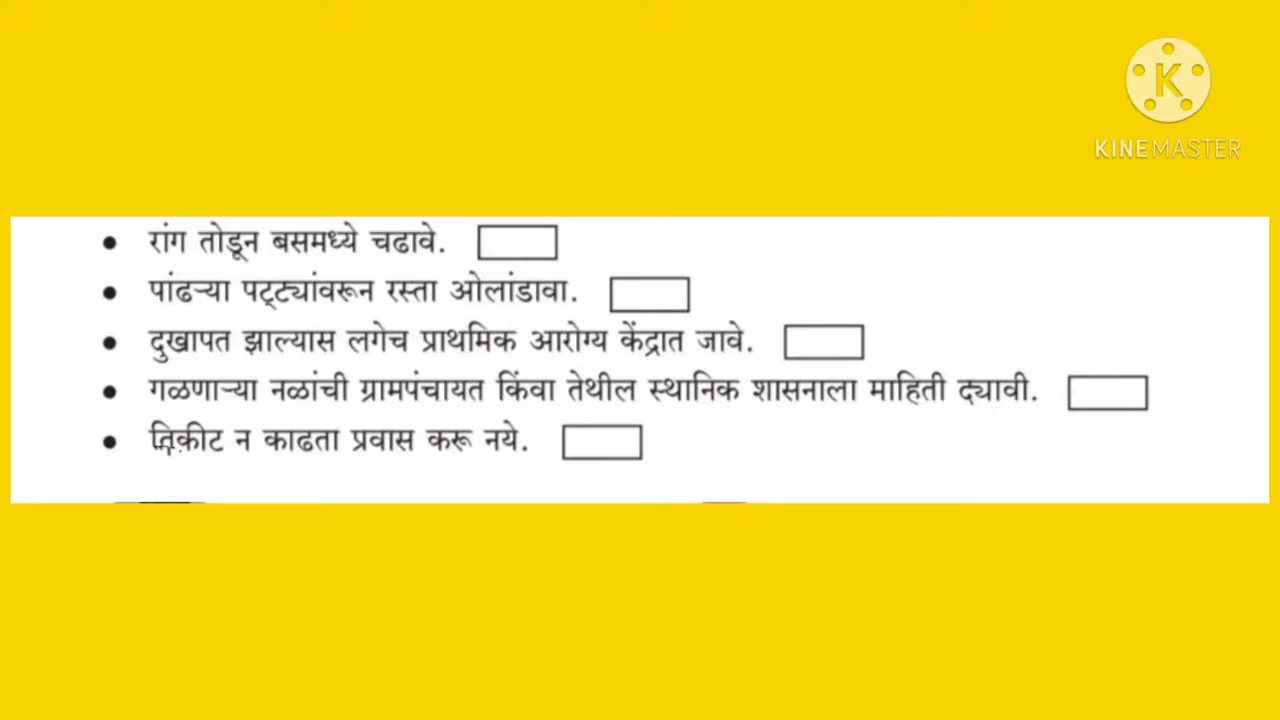 K
KINEMASTER
• रांग तोडून बसमध्ये चढावे.
• पांढऱ्या पट्ट्यांवरून रस्ता ओलांडावा.
• दुखापत झाल्यास लगेच प्राथमिक आरोग्य केंद्रात जावे.
• गळणाऱ्या नळांची ग्रामपंचायत किंवा तेथील स्थानिक शासनाला माहिती द्यावी.
• तिकीट न काढता प्रवास करू नये.